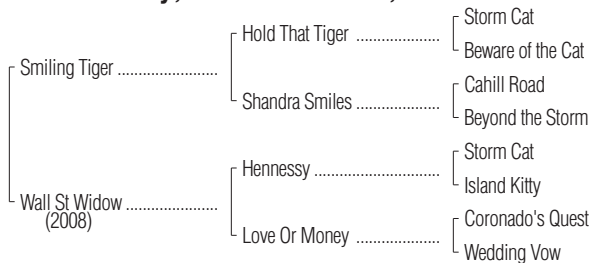 Storm Cat
Hold That Tiger ....................
Beware of the Cat
Smiling Tiger ........................
Cahill Road
Shandra Smiles ....................
Beyond the Storm
Storm Cat
Hennessy ............................
Island Kitty
Wall St Widow ......................
(2008)
Coronado's Quest
Love Or Money ....................
Wedding Vow